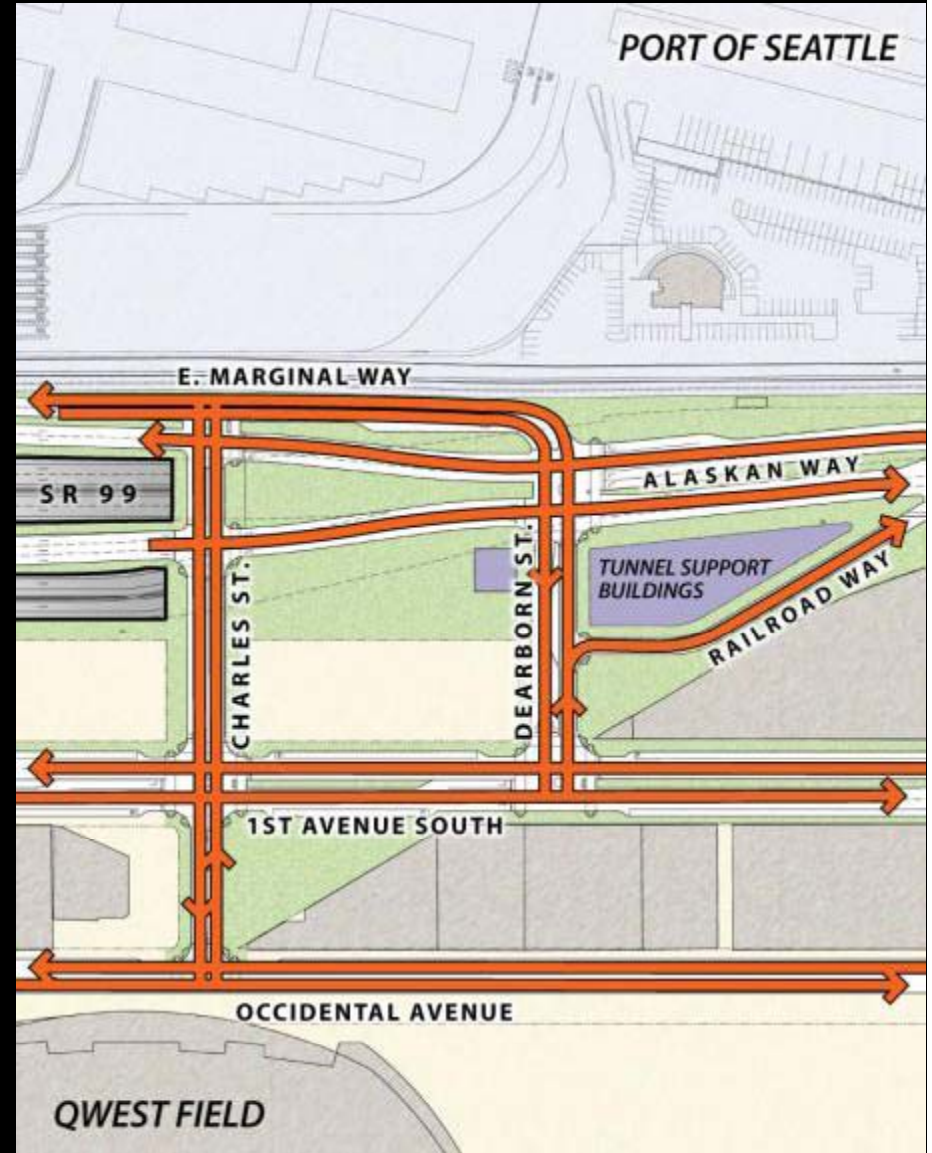 PORT OF SEATTLE
E. MARGINAL WAY
ALASKAN WAY
SR 99
TUNNEL SUPPORT
BUILDINGS
RAILROAD WAY
CHARLES ST.
DEARBORN ST.
1ST AVENUE SOUTH
OCCIDENTAL AVENUE
QWEST FIELD